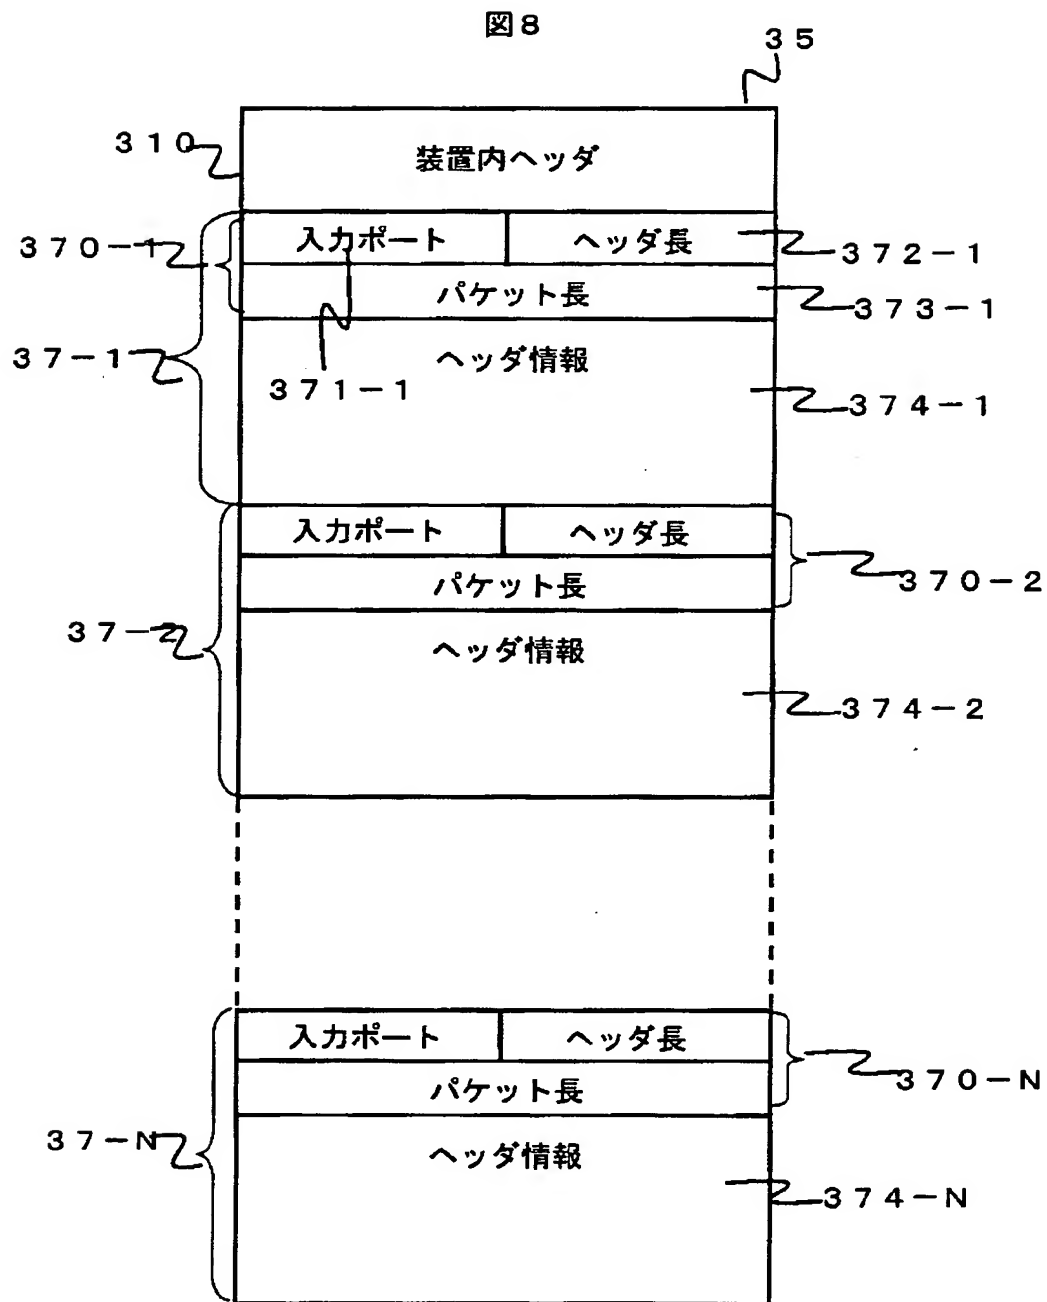 図8
35
310
装置内ヘッダ
370-1
入力ポート
ヘッダ長
372-1
パケット長
373-1
37-1
ヘッダ情報
371-1
374-1
入力ポート
ヘッダ長
パケット長
370-2
37-2
ヘッダ情報
374-2
入力ポート
ヘッダ長
パケット長
370-N
37-N
ヘッダ情報
374-N